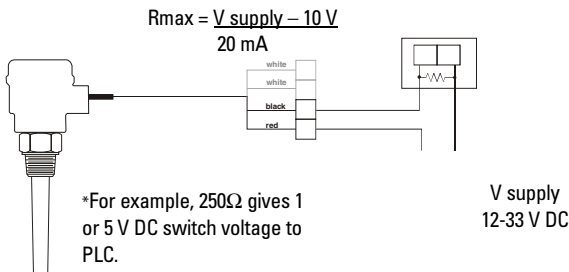 Rmax = V supply – 10 V
20 mA
white
white
black
red
*For example, 250Ω gives 1
or 5 V DC switch voltage to
PLC.
V supply
12-33 V DC